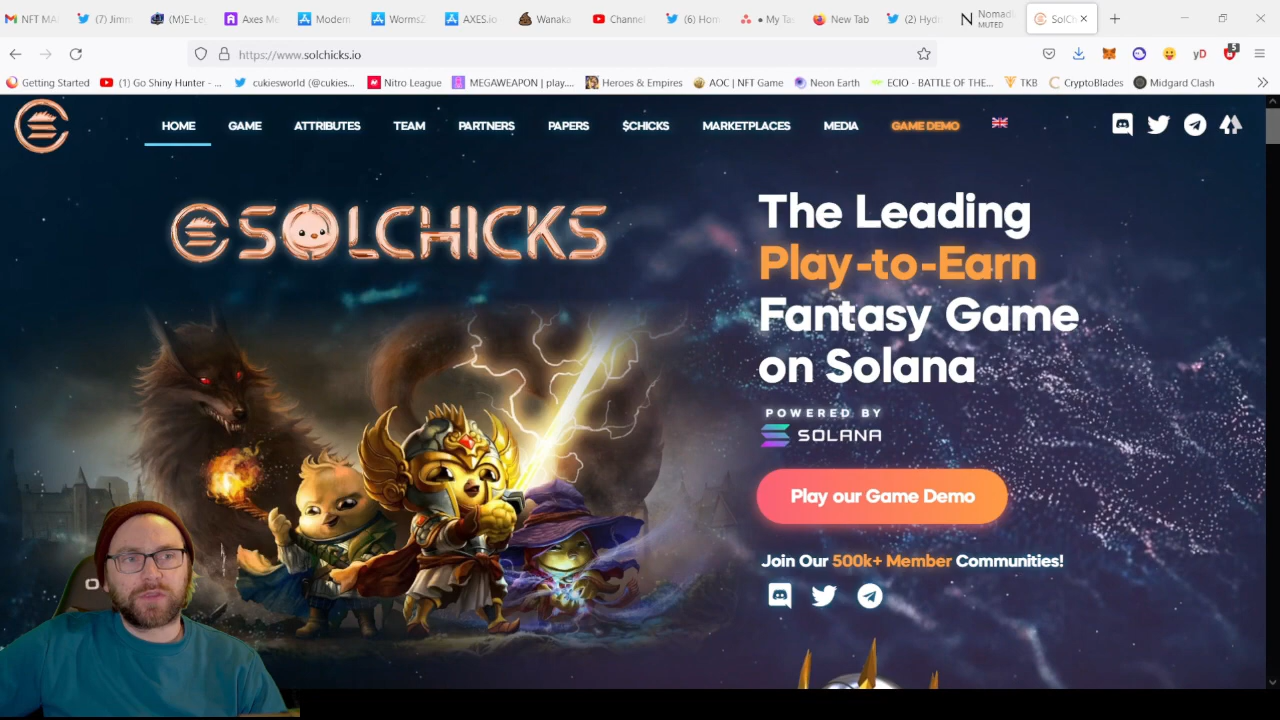 NFT MA
(7) Jimm
(M)E-Le
Axes Me
Modern
WormsZ
AXES.io
Wanaka
Channel
(6) Hom
• My Ta
New Tab
(2) Hyd
Nomad
MUTED
SolCh
https://www.solchicks.io
5
Getting Started
(1) Go Shiny Hunter - ...
cukiesworld (@cukies...
Nitro League
MEGAWEAPON | play....
Heroes & Empires
AOC | NFT Game
Neon Earth
ECIO - BATTLE OF THE...
TKB
CryptoBlades
Midgard Clash
HOME GAME ATTRIBUTES TEAM PARTNERS PAPERS $CHICKS MARKETPLACES MEDIA GAME DEMO
SOLCHICKS
The Leading
Play-to-Earn
Fantasy Game
on Solana
POWERED BY
SOLANA
Play our Game Demo
Join Our 500k+ Member Communities!